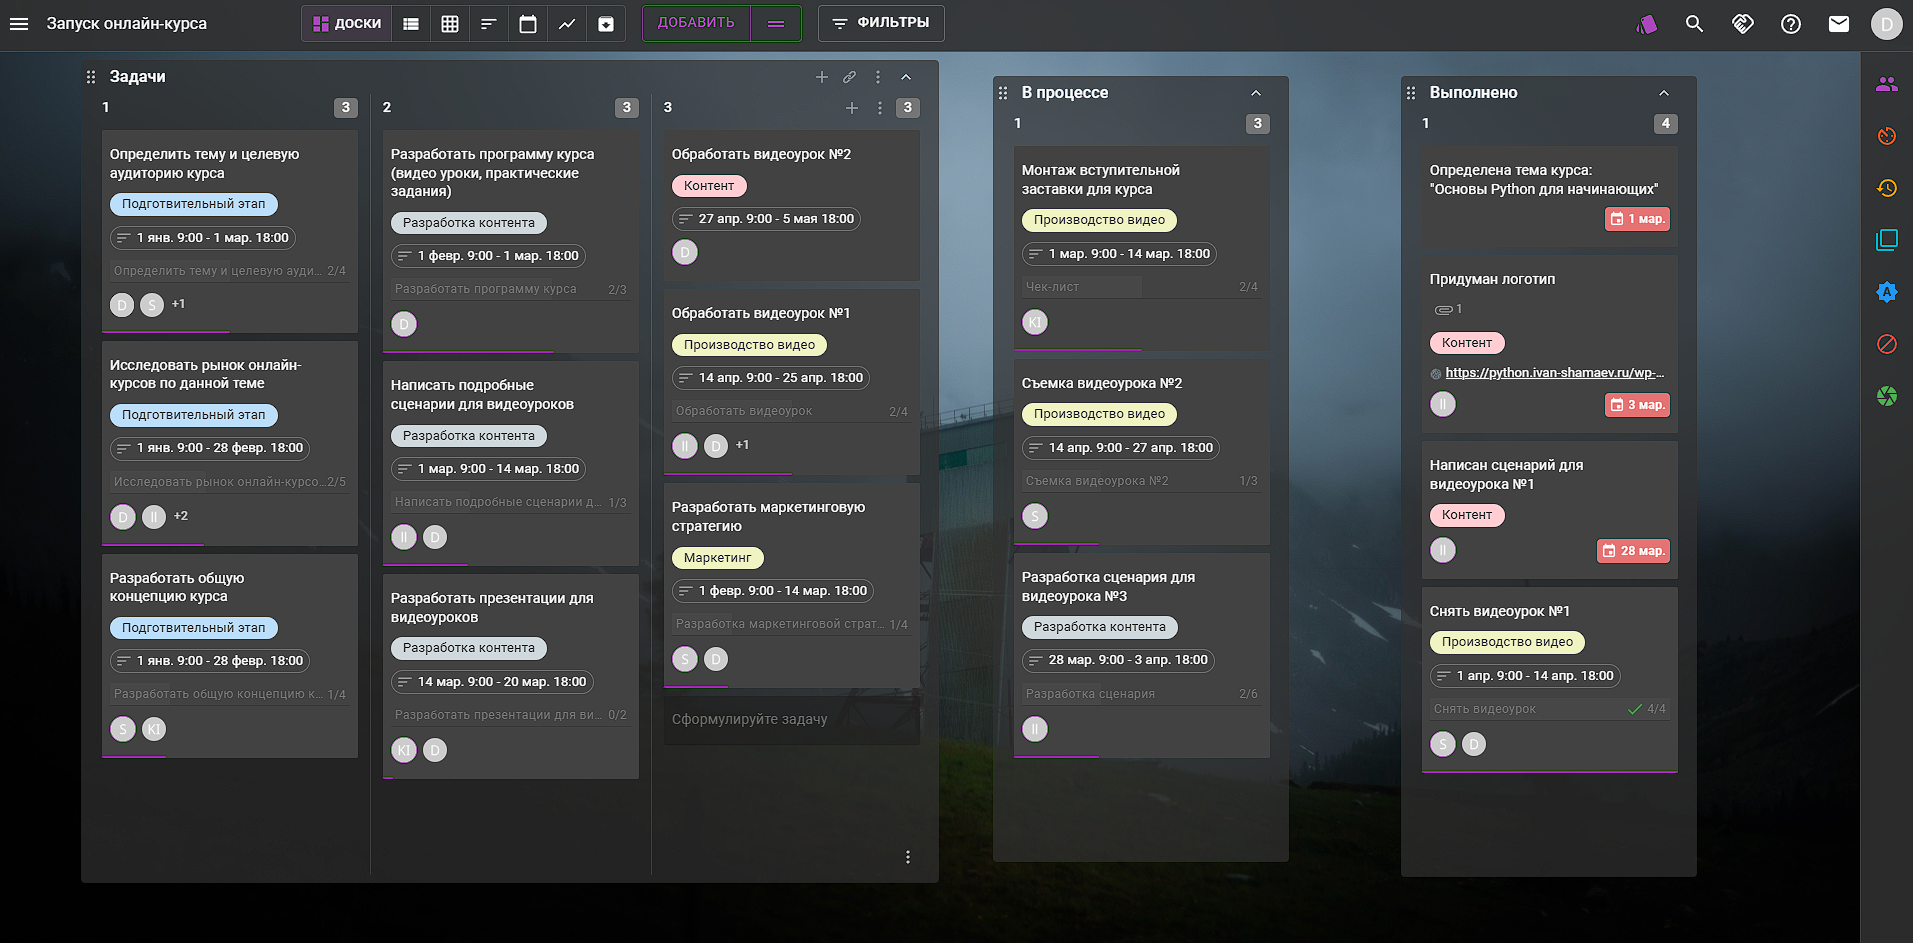 Запуск онлайн-курса
ДОСКИ
ДОБАВИТЬ
ФИЛЬТРЫ
D
Задачи
1
3
Определить тему и целевую
аудиторию курса
Подготвительный этап
1 янв. 9:00 - 1 мар. 18:00
Определить тему и целевую ауди... 2/4
D S +1
Исследовать рынок онлайн-
курсов по данной теме
Подготвительный этап
1 янв. 9:00 - 28 февр. 18:00
Исследовать рынок онлайн-курсо... 2/5
D II +2
Разработать общую
концепцию курса
Подготвительный этап
1 янв. 9:00 - 28 февр. 18:00
Разработать общую концепцию к... 1/4
S KI
2
3
Разработать программу курса
(видео уроки, практические
задания)
Разработка контента
1 февр. 9:00 - 1 мар. 18:00
Разработать программу курса 2/3
D
Написать подробные
сценарии для видеоуроков
Разработка контента
1 мар. 9:00 - 14 мар. 18:00
Написать подробные сценарии д... 1/3
II D
Разработать презентации для
видеоуроков
Разработка контента
14 мар. 9:00 - 20 мар. 18:00
Разработать презентации для ви... 0/2
KI D
3
3
Обработать видеоурок №2
Контент
27 апр. 9:00 - 5 мая 18:00
D
Обработать видеоурок №1
Производство видео
14 апр. 9:00 - 25 апр. 18:00
Обработать видеоурок 2/4
II D +1
Разработать маркетинговую
стратегию
Маркетинг
1 февр. 9:00 - 14 мар. 18:00
Разработка маркетинговой страт... 1/4
S D
Сформулируйте задачу
В процессе
1
3
Монтаж вступительной
заставки для курса
Производство видео
1 мар. 9:00 - 14 мар. 18:00
Чек-лист 2/4
KI
Съемка видеоурока №2
Производство видео
14 апр. 9:00 - 27 апр. 18:00
Съемка видеоурока №2 1/3
S
Разработка сценария для
видеоурока №3
Разработка контента
28 мар. 9:00 - 3 апр. 18:00
Разработка сценария 2/6
II
Выполнено
1
4
Определена тема курса:
"Основы Python для начинающих"
1 мар.
Придуман логотип
1
Контент
https://python.ivan-shamaev.ru/wp-...
II 3 мар.
Написан сценарий для
видеоурока №1
Контент
II 28 мар.
Снять видеоурок №1
Производство видео
1 апр. 9:00 - 14 апр. 18:00
Снять видеоурок 4/4
S D
A